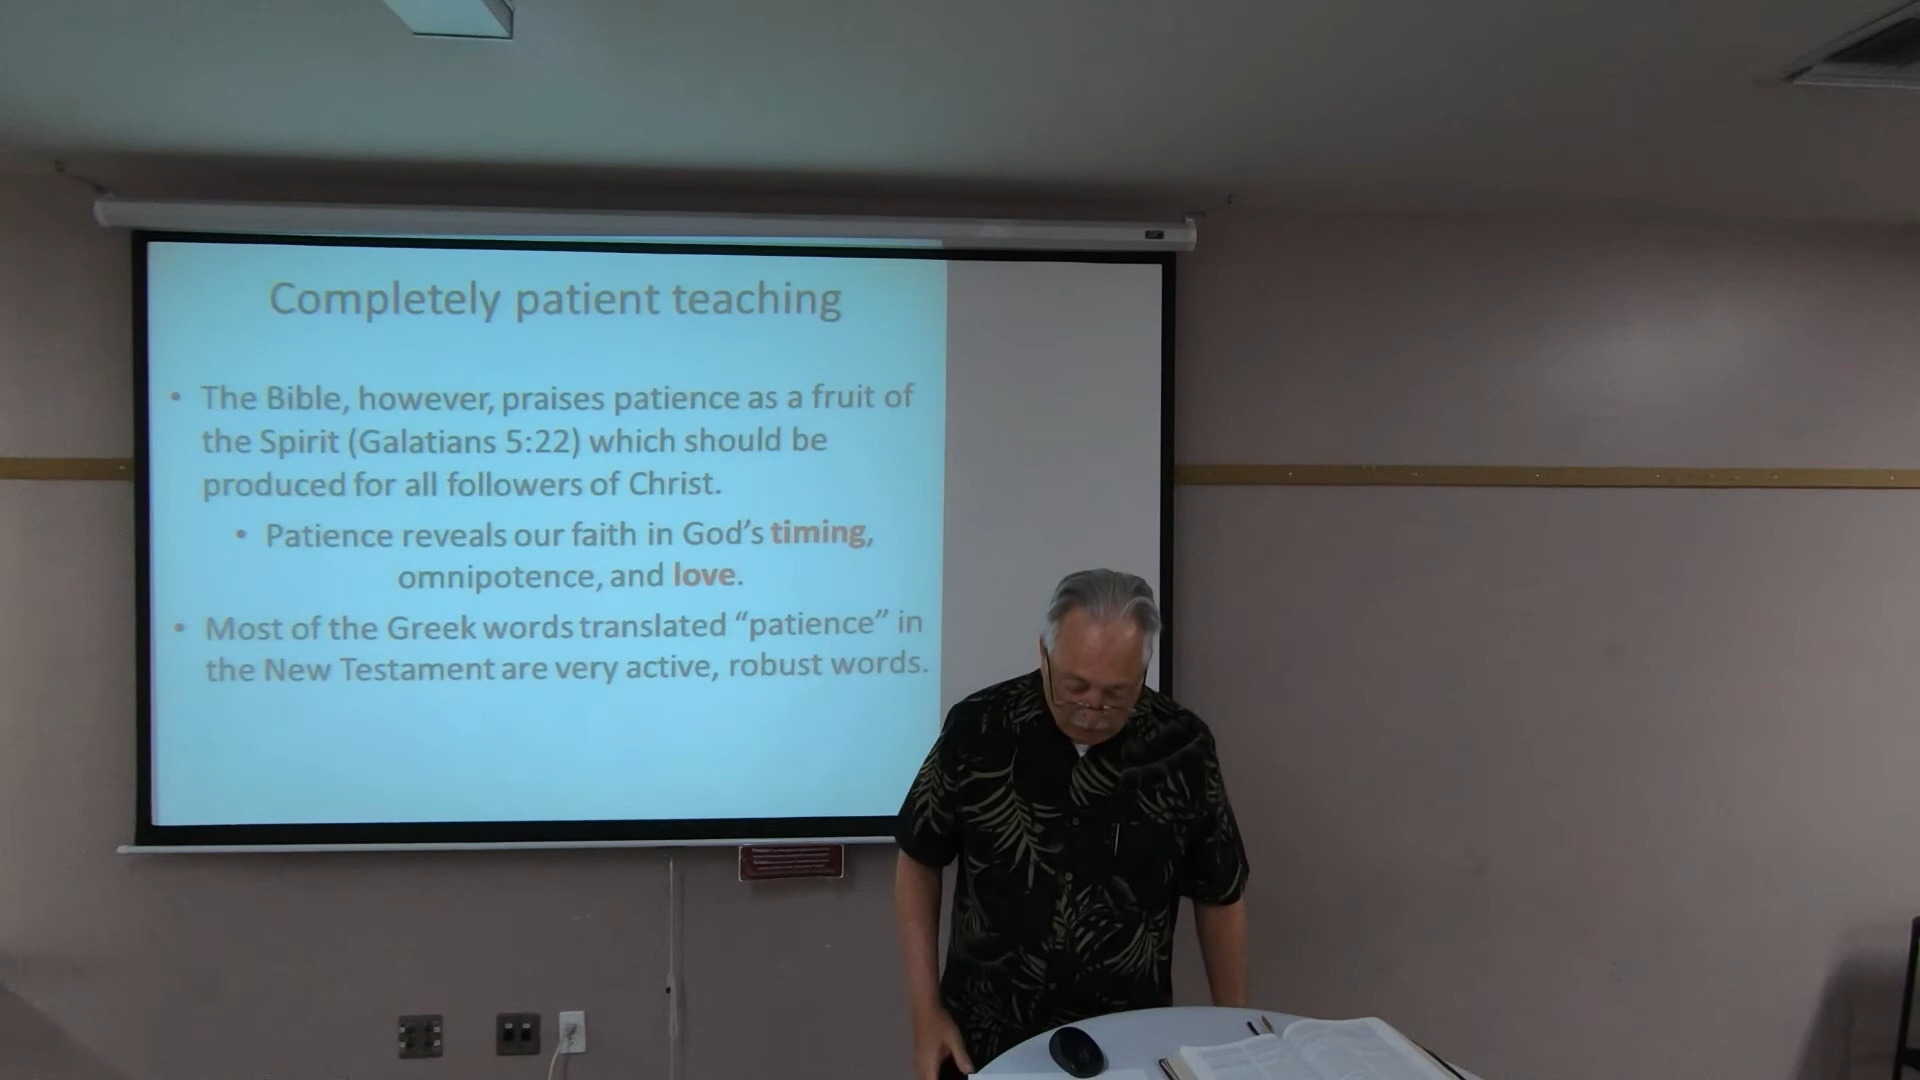 Completely patient teaching
• The Bible, however, praises patience as a fruit of
the Spirit (Galatians 5:22) which should be
produced for all followers of Christ.
• Patience reveals our faith in God's timing,
omnipotence, and love.
• Most of the Greek words translated “patience” in
the New Testament are very active, robust words.